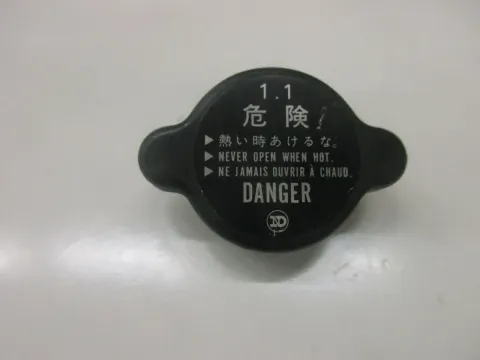 1.1
危険!
▶熱い時あけるな。
▶NEVER OPEN WHEN HOT.
▶NE JAMAIS OUVRIR À CHAUD.
DANGER
ND